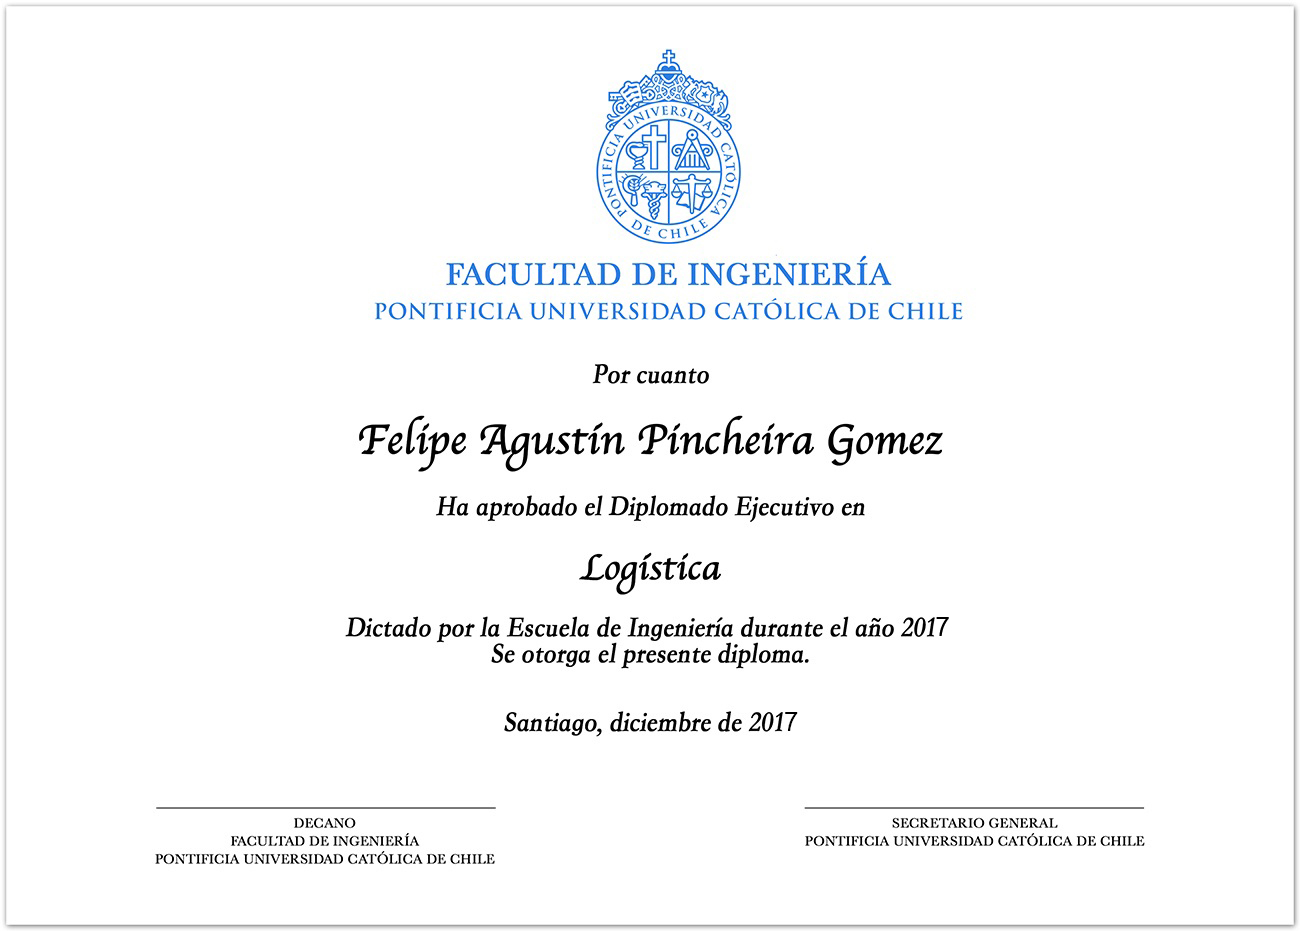 PONTIFICIA UNIVERSIDAD CATÓLICA DE CHILE
FACULTAD DE INGENIERÍA
PONTIFICIA UNIVERSIDAD CATÓLICA DE CHILE
Por cuanto
Felipe Agustín Pincheira Gomez
Ha aprobado el Diplomado Ejecutivo en
Logística
Dictado por la Escuela de Ingeniería durante el año 2017
Se otorga el presente diploma.
Santiago, diciembre de 2017
DECANO
FACULTAD DE INGENIERÍA
PONTIFICIA UNIVERSIDAD CATÓLICA DE CHILE
SECRETARIO GENERAL
PONTIFICIA UNIVERSIDAD CATÓLICA DE CHILE